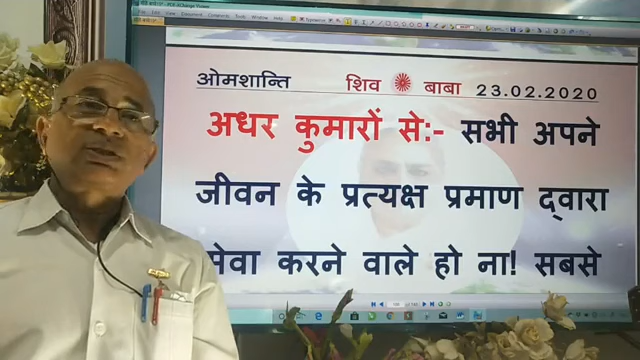 ओमशान्ति शिव बाबा 23.02.2020
अधर कुमारों से:- सभी अपने
जीवन के प्रत्यक्ष प्रमाण द्वारा
सेवा करने वाले हो ना! सबसे